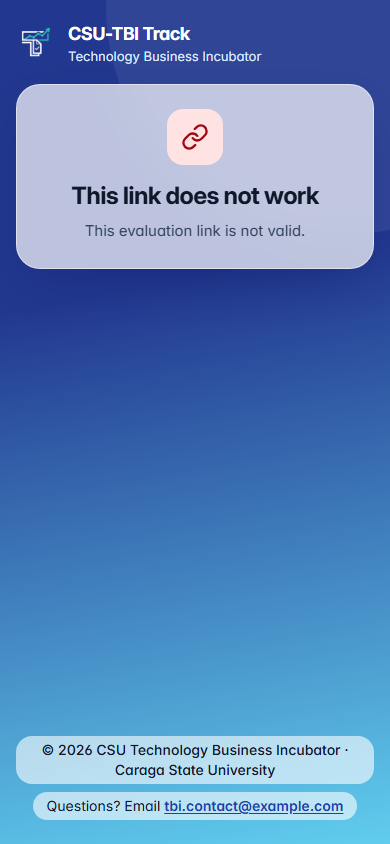 CSU-TBI Track
Technology Business Incubator
This link does not work
This evaluation link is not valid.
© 2026 CSU Technology Business Incubator ·
Caraga State University
Questions? Email tbi.contact@example.com